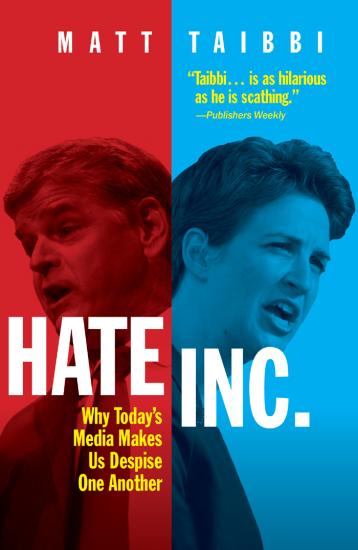 MATT TAIBBI
“Taibbi... is as hilarious
as he is scathing.”
—Publishers Weekly
HATE INC.
Why Today’s
Media Makes
Us Despise
One Another